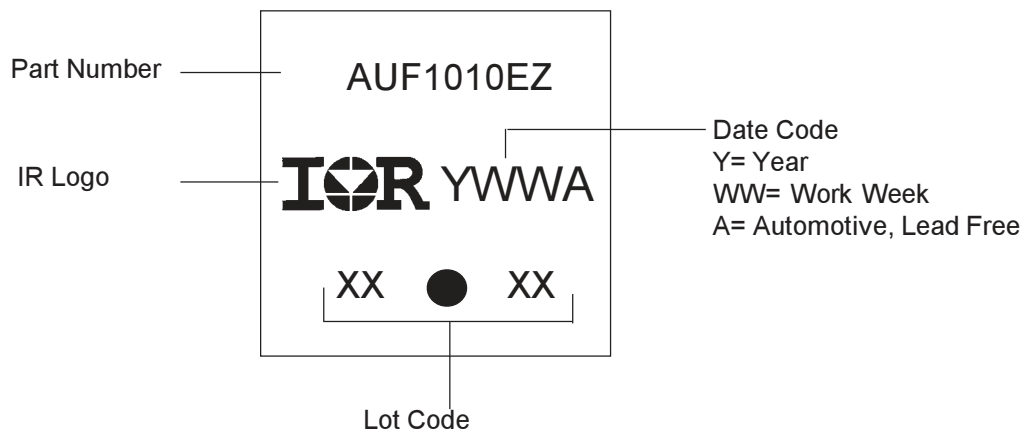 Part Number
AUF1010EZ
IR Logo
IOR YWWA
Date Code
Y= Year
WW= Work Week
A= Automotive, Lead Free
XX XX
Lot Code